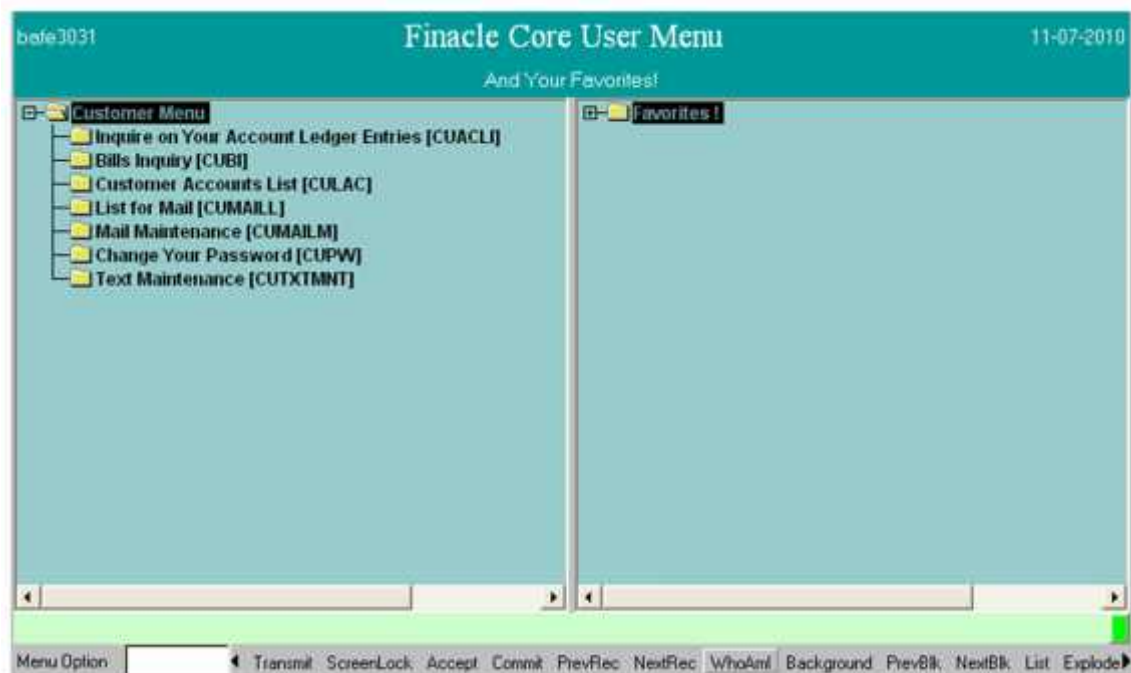 bafe3031
Finacle Core User Menu
11-07-2010
And Your Favorites!
Customer Menu
Inquire on Your Account Ledger Entries [CUACLI]
Bills Inquiry [CUBI]
Customer Accounts List [CULAC]
List for Mail [CUMAILL]
Mail Maintenance [CUMAILM]
Change Your Password [CUPW]
Text Maintenance [CUTXTMNT]
Favorites !
Menu Option
Transmit ScreenLock Accept Commit PrevRec NextRec WhoAmI Background PrevBlk NextBlk List Explode